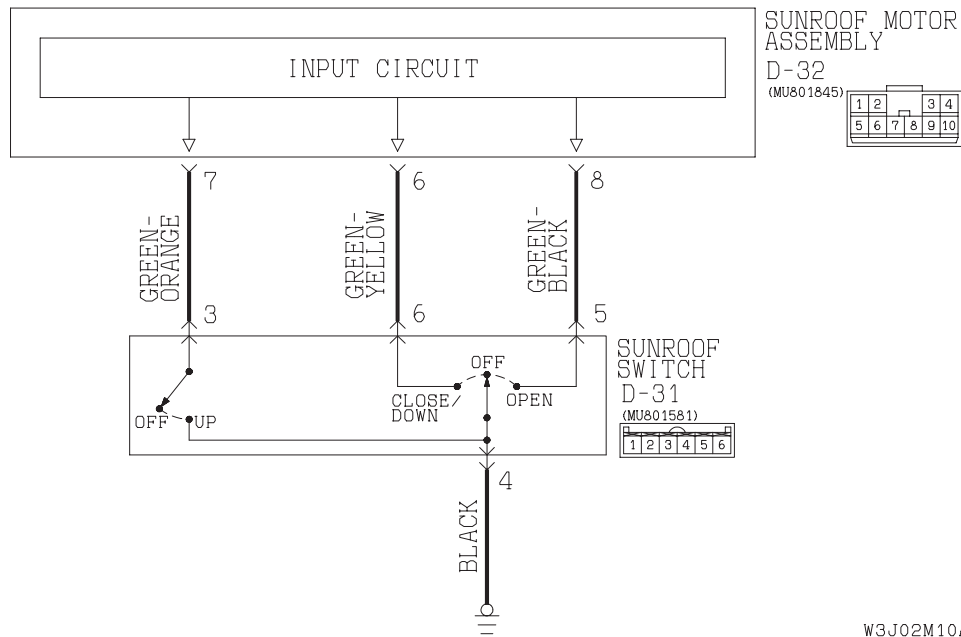 SUNROOF MOTOR
ASSEMBLY
D-32
(MU801845)
1 2 3 4
5 6 7 8 9 10
INPUT CIRCUIT
7 6 8
GREEN-
ORANGE
GREEN-
YELLOW
GREEN-
BLACK
3 6 5
SUNROOF
SWITCH
D-31
(MU801581)
1 2 3 4 5 6
OFF
CLOSE/
DOWN
OPEN
OFF UP
4
BLACK
W3J02M10